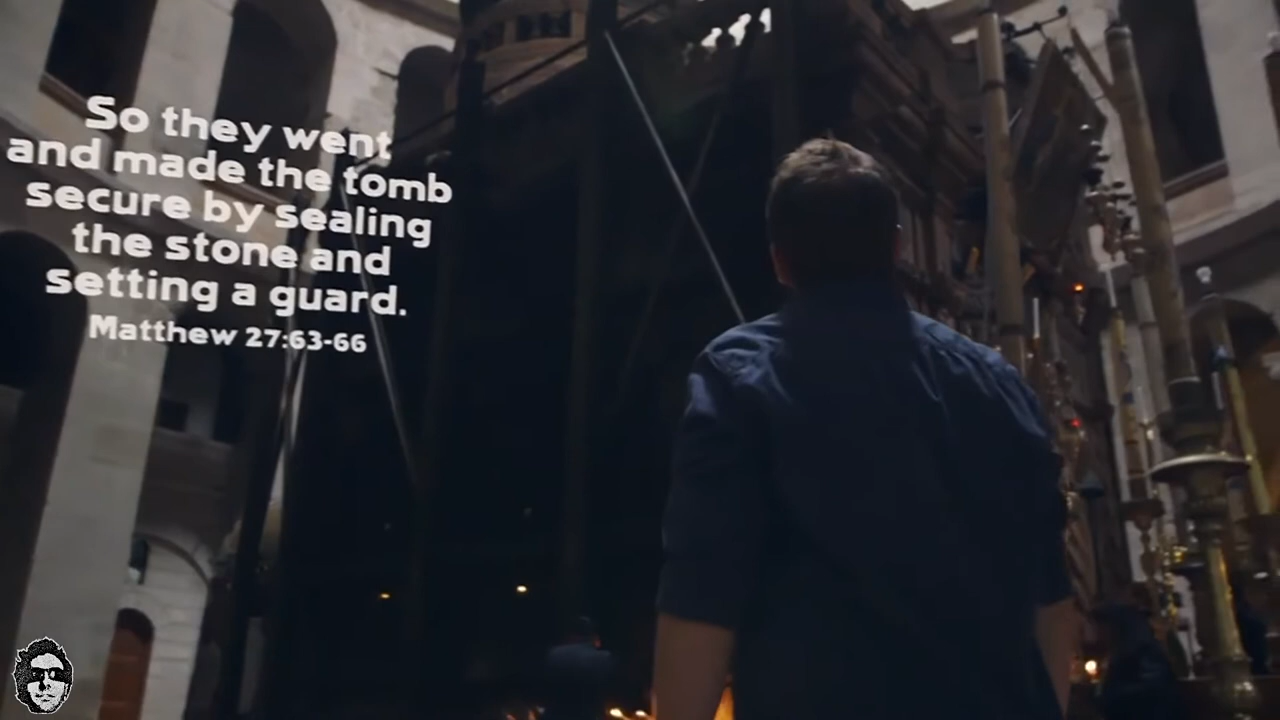 So they went
and made the tomb
secure by sealing
the stone and
setting a guard.
Matthew 27:63-66